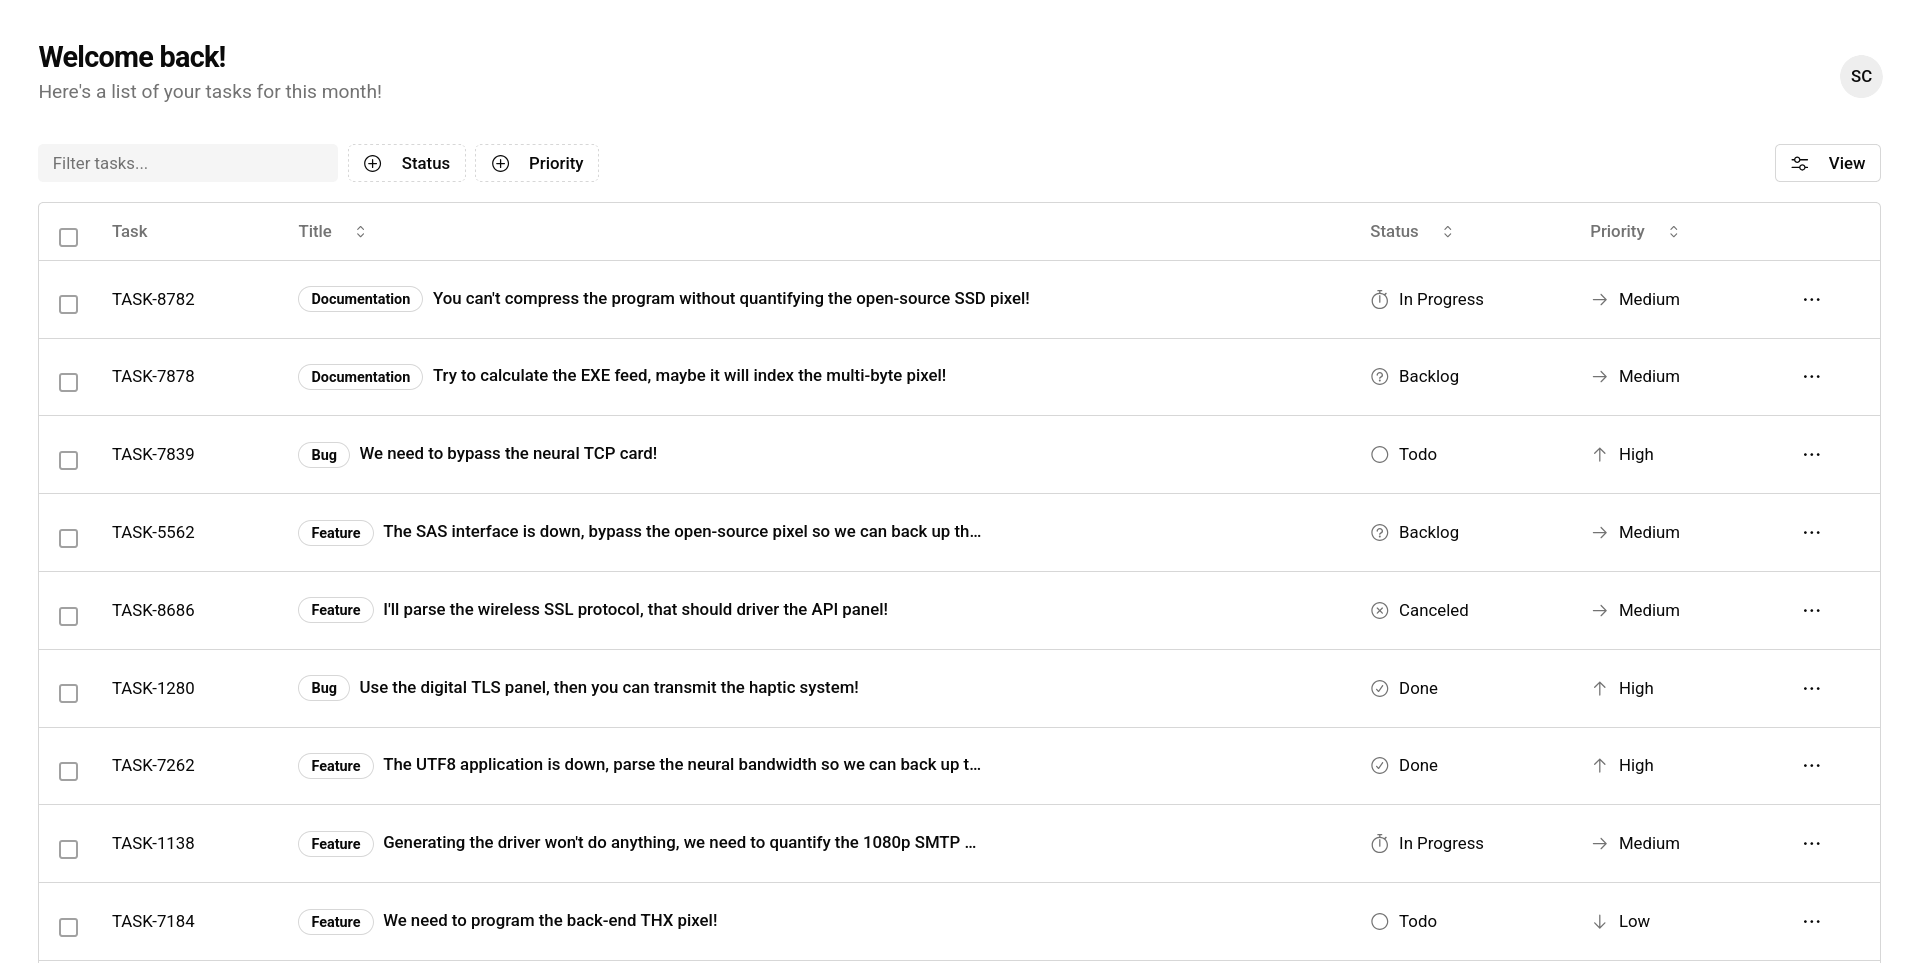 Welcome back!
Here's a list of your tasks for this month!
SC
Filter tasks...
Status
Priority
View
Task Title Status Priority
TASK-8782 Documentation You can't compress the program without quantifying the open-source SSD pixel! In Progress Medium
TASK-7878 Documentation Try to calculate the EXE feed, maybe it will index the multi-byte pixel! Backlog Medium
TASK-7839 Bug We need to bypass the neural TCP card! Todo High
TASK-5562 Feature The SAS interface is down, bypass the open-source pixel so we can back up th... Backlog Medium
TASK-8686 Feature I'll parse the wireless SSL protocol, that should driver the API panel! Canceled Medium
TASK-1280 Bug Use the digital TLS panel, then you can transmit the haptic system! Done High
TASK-7262 Feature The UTF8 application is down, parse the neural bandwidth so we can back up t... Done High
TASK-1138 Feature Generating the driver won't do anything, we need to quantify the 1080p SMTP ... In Progress Medium
TASK-7184 Feature We need to program the back-end THX pixel! Todo Low